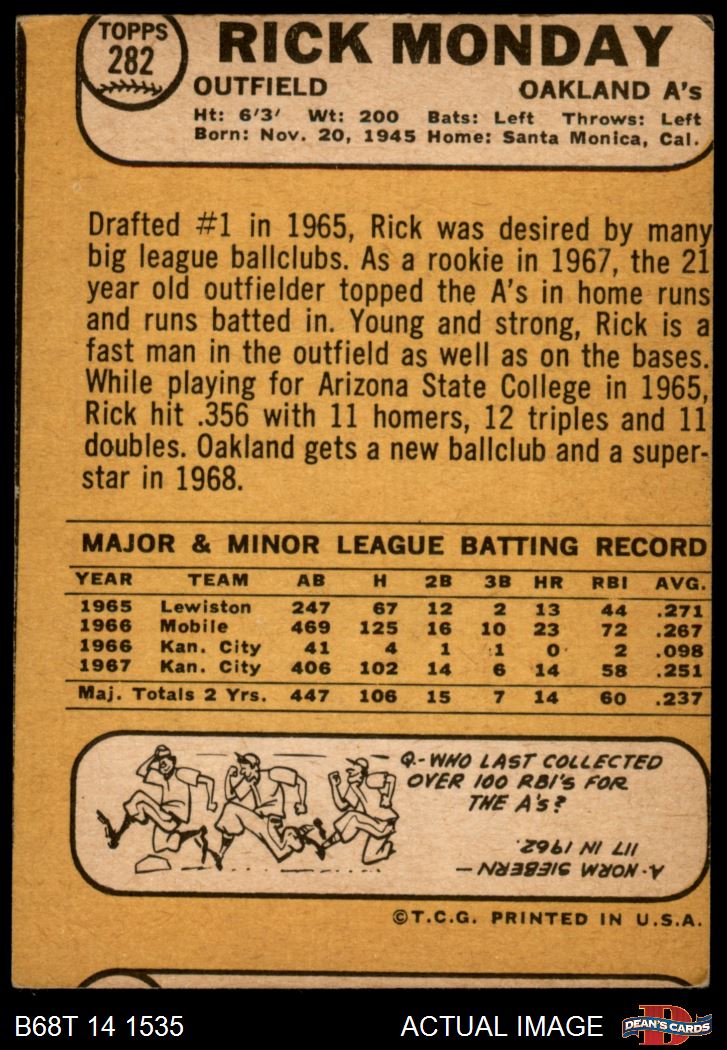 TOPPS
282
RICK MONDAY
OUTFIELD OAKLAND A's
Ht: 6'3' Wt: 200 Bats: Left Throws: Left
Born: Nov. 20, 1945 Home: Santa Monica, Cal.
Drafted #1 in 1965, Rick was desired by many
big league ballclubs. As a rookie in 1967, the 21
year old outfielder topped the A's in home runs
and runs batted in. Young and strong, Rick is a
fast man in the outfield as well as on the bases.
While playing for Arizona State College in 1965,
Rick hit .356 with 11 homers, 12 triples and 11
doubles. Oakland gets a new ballclub and a super-
star in 1968.
MAJOR & MINOR LEAGUE BATTING RECORD
YEAR TEAM AB H 2B 3B HR RBI AVG.
1965 Lewiston 247 67 12 2 13 44 .271
1966 Mobile 469 125 16 10 23 72 .267
1966 Kan. City 41 4 1 1 0 2 .098
1967 Kan. City 406 102 14 6 14 58 .251
Maj. Totals 2 Yrs. 447 106 15 7 14 60 .237
Q.-WHO LAST COLLECTED
OVER 100 RBI'S FOR
THE A's?
A. NORM SIEBERN —
117 IN 1962.
©T.C.G. PRINTED IN U.S.A.
B68T 14 1535 ACTUAL IMAGE
D
DEAN'S CARDS